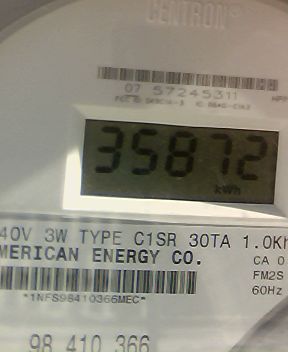 CENTRON®
07 57245311
35872
kWh
40V 3W TYPE C1SR 30TA 1.0Kh
MERICAN ENERGY CO.
CA 0
FM2S
60Hz
*1NFS98410366MEC*
98 410 366